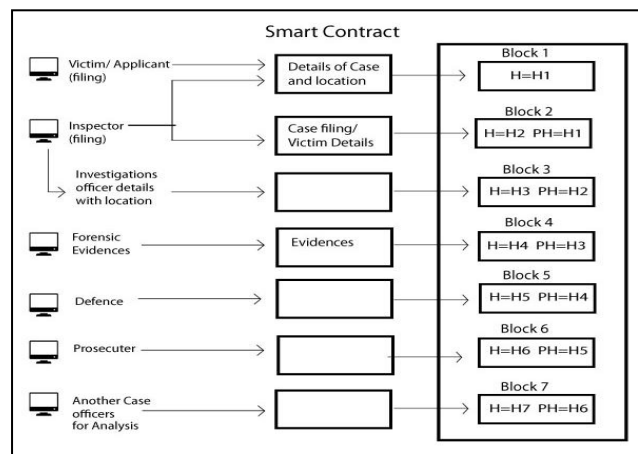 Smart Contract
Victim/ Applicant
(filing)
Details of Case
and location
Block 1
H=H1
Inspector
(filing)
Case filing/
Victim Details
Block 2
H=H2 PH=H1
Investigations
officer details
with location
Block 3
H=H3 PH=H2
Forensic
Evidences
Evidences
Block 4
H=H4 PH=H3
Defence
Block 5
H=H5 PH=H4
Prosecuter
Block 6
H=H6 PH=H5
Another Case
officers
for Analysis
Block 7
H=H7 PH=H6